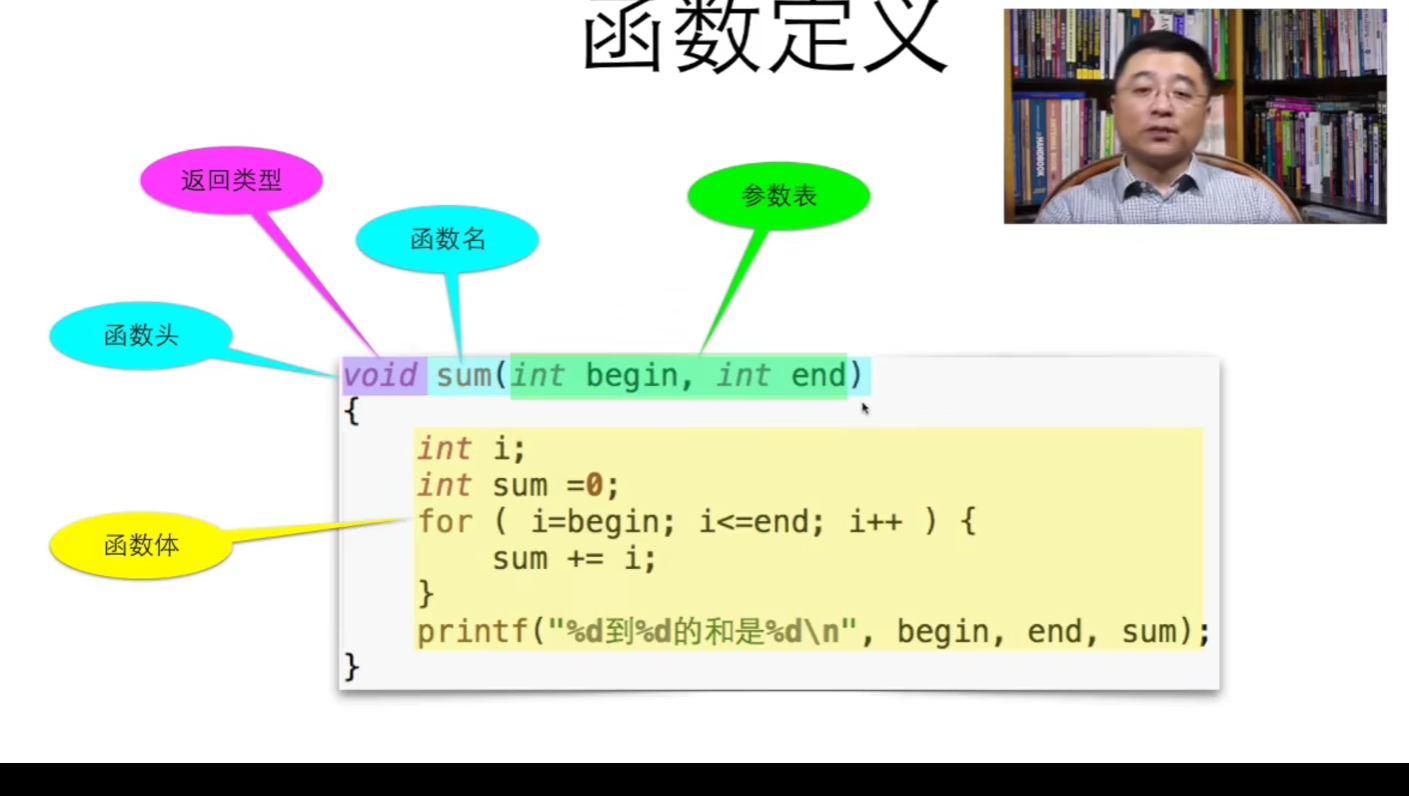 函数定义
返回类型
函数名
参数表
函数头
函数体
void sum(int begin, int end)
{
int i;
int sum =0;
for ( i=begin; i<=end; i++ ) {
sum += i;
}
printf("%d到%d的和是%d\n", begin, end, sum);
}
HANDBOOK